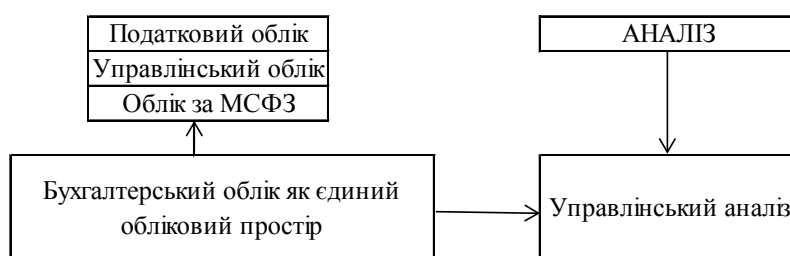 Податковий облік
Управлінський облік
Облік за МСФЗ
АНАЛІЗ
Бухгалтерський облік як єдиний
обліковий простір
Управлінський аналіз